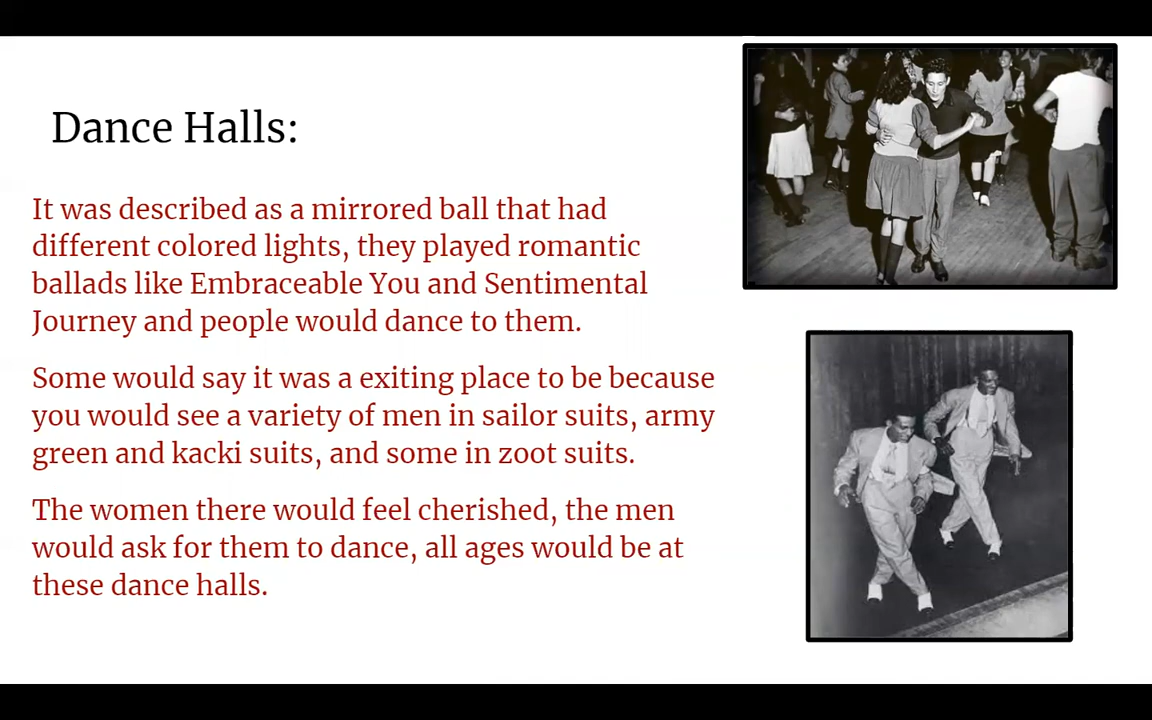 Dance Halls:
It was described as a mirrored ball that had
different colored lights, they played romantic
ballads like Embraceable You and Sentimental
Journey and people would dance to them.
Some would say it was a exiting place to be because
you would see a variety of men in sailor suits, army
green and kacki suits, and some in zoot suits.
The women there would feel cherished, the men
would ask for them to dance, all ages would be at
these dance halls.